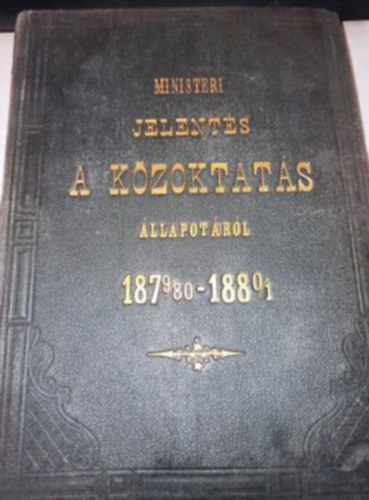 MINISTERI
JELENTÉS
A KÖZOKTATÁS
ÁLLAPOTÁRÓL
187⁹/80-188⁰/1